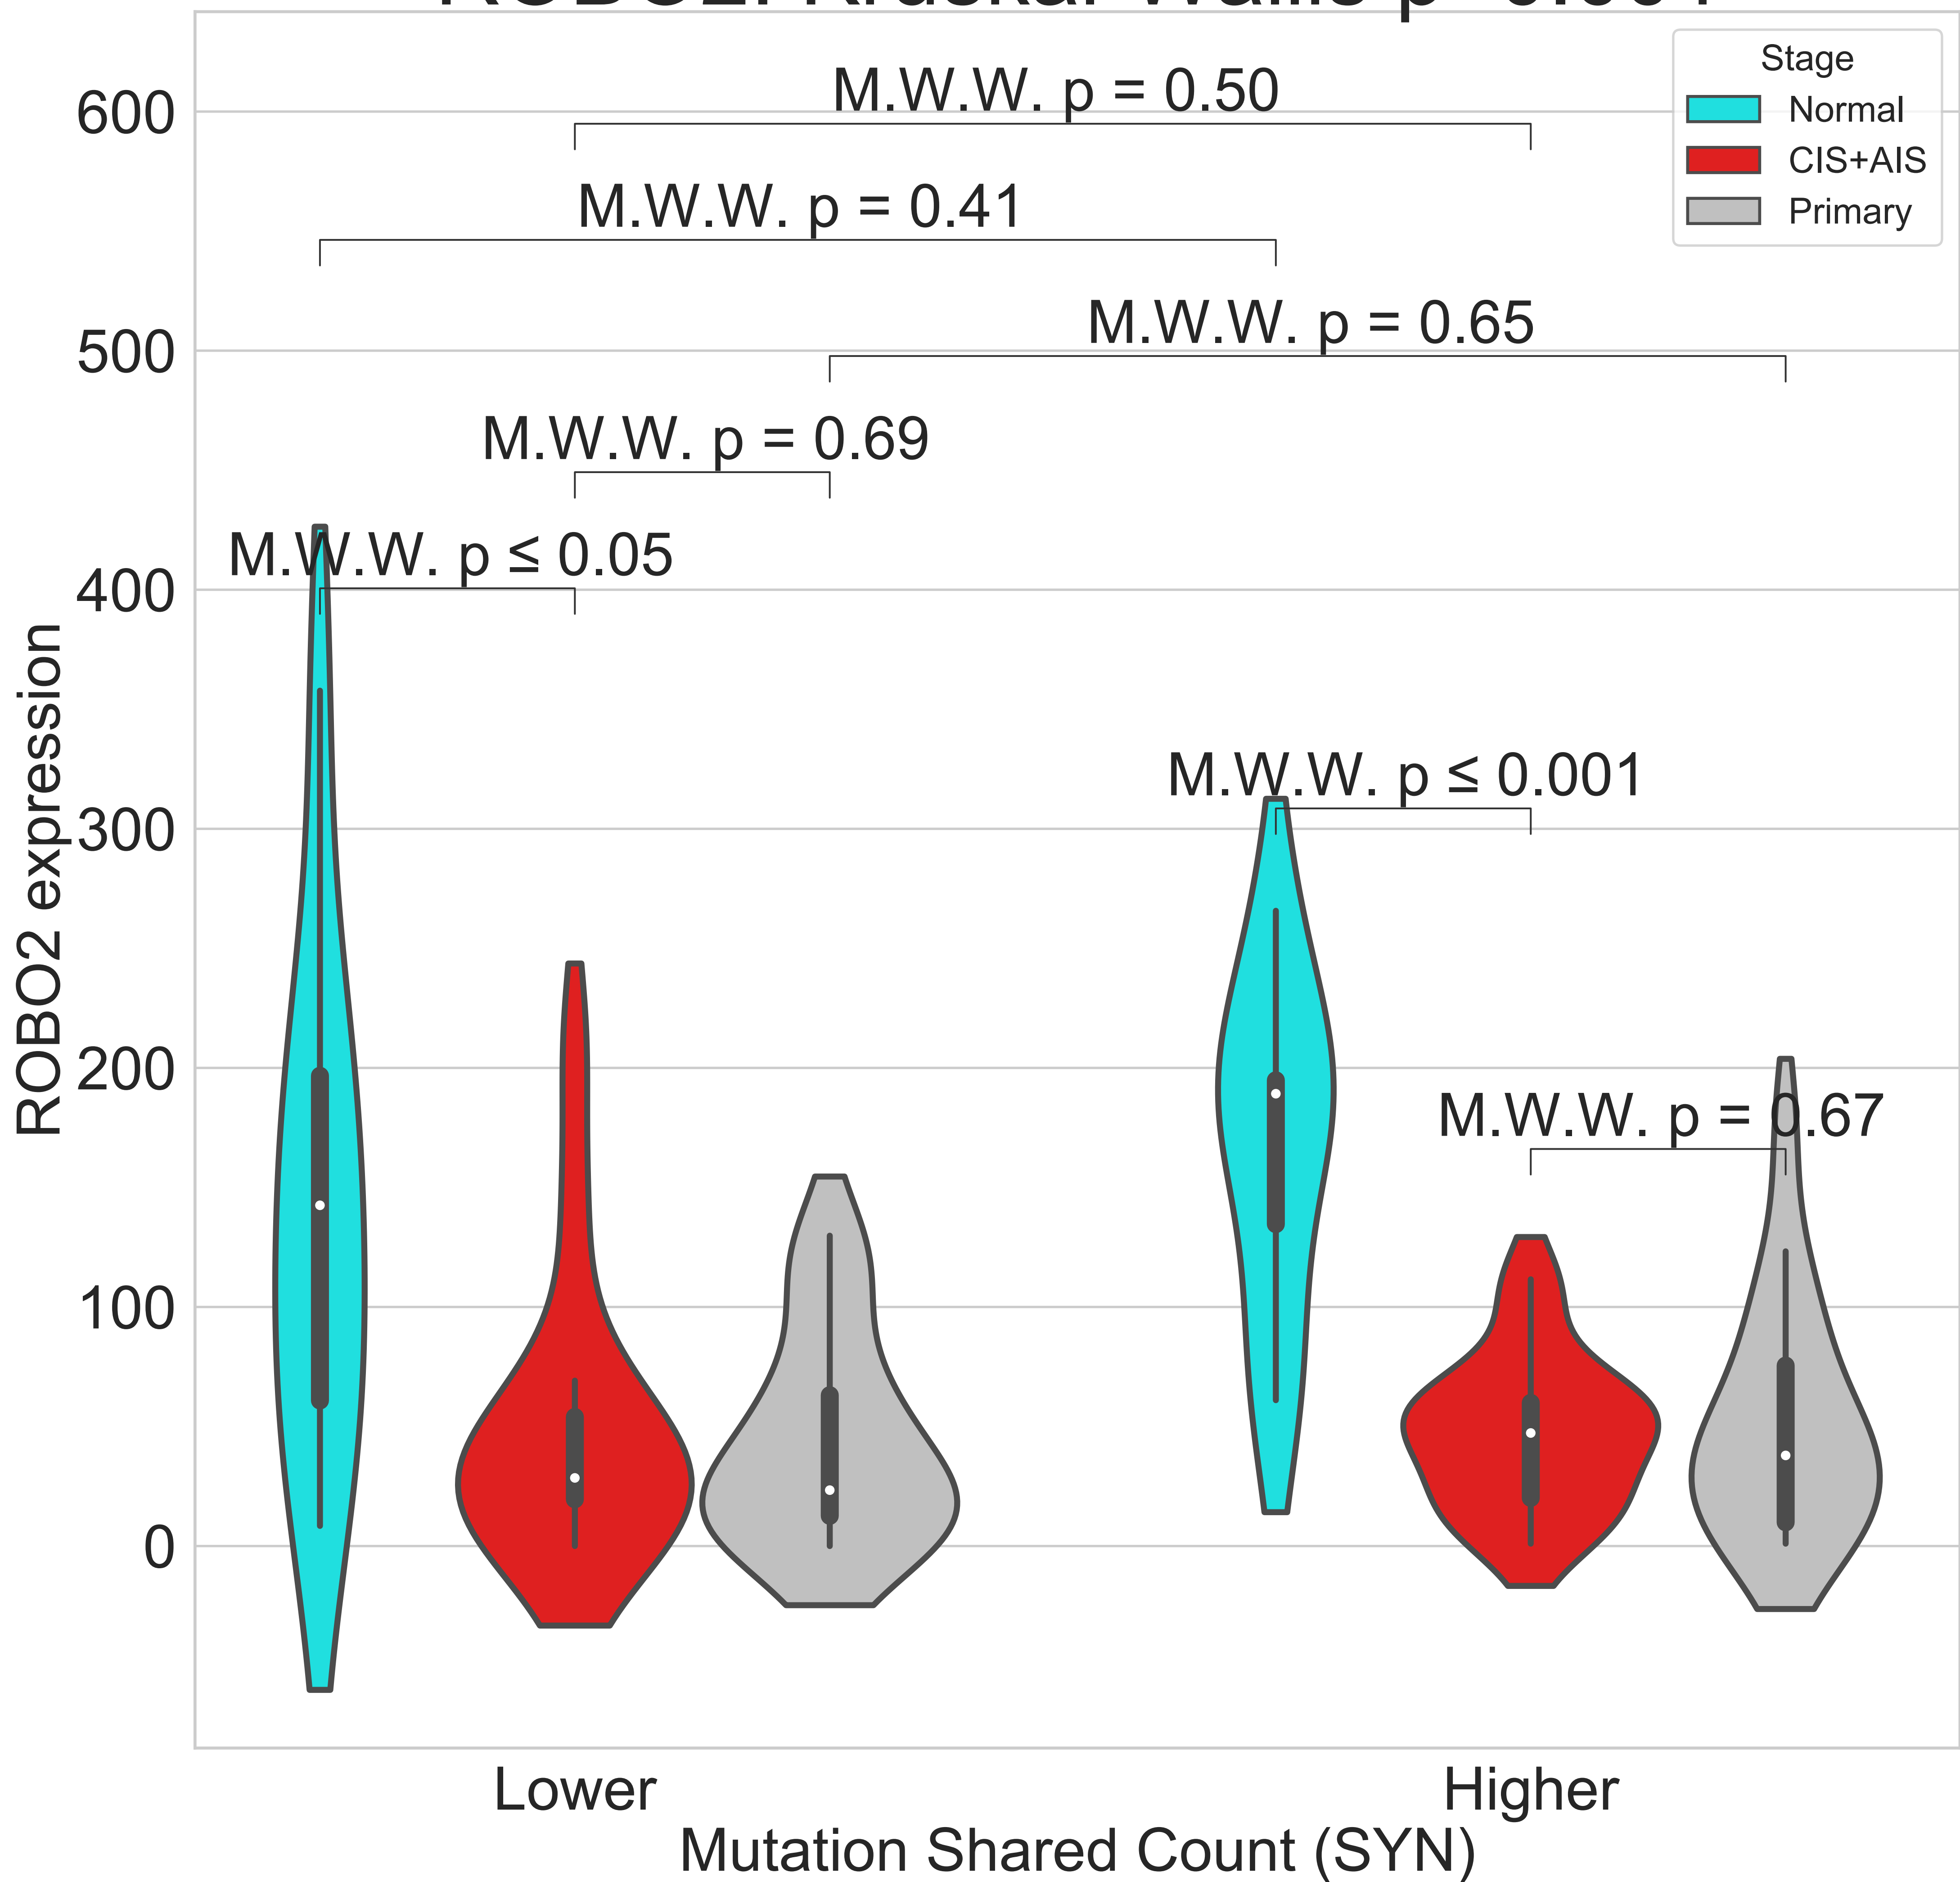 Stage
Normal
CIS+AIS
Primary
M.W.W. p = 0.50
M.W.W. p = 0.41
M.W.W. p = 0.65
M.W.W. p = 0.69
M.W.W. p ≤ 0.05
M.W.W. p ≤ 0.001
M.W.W. p = 0.67
600
500
400
300
200
100
0
ROBO2 expression
Lower
Higher
Mutation Shared Count (SYN)